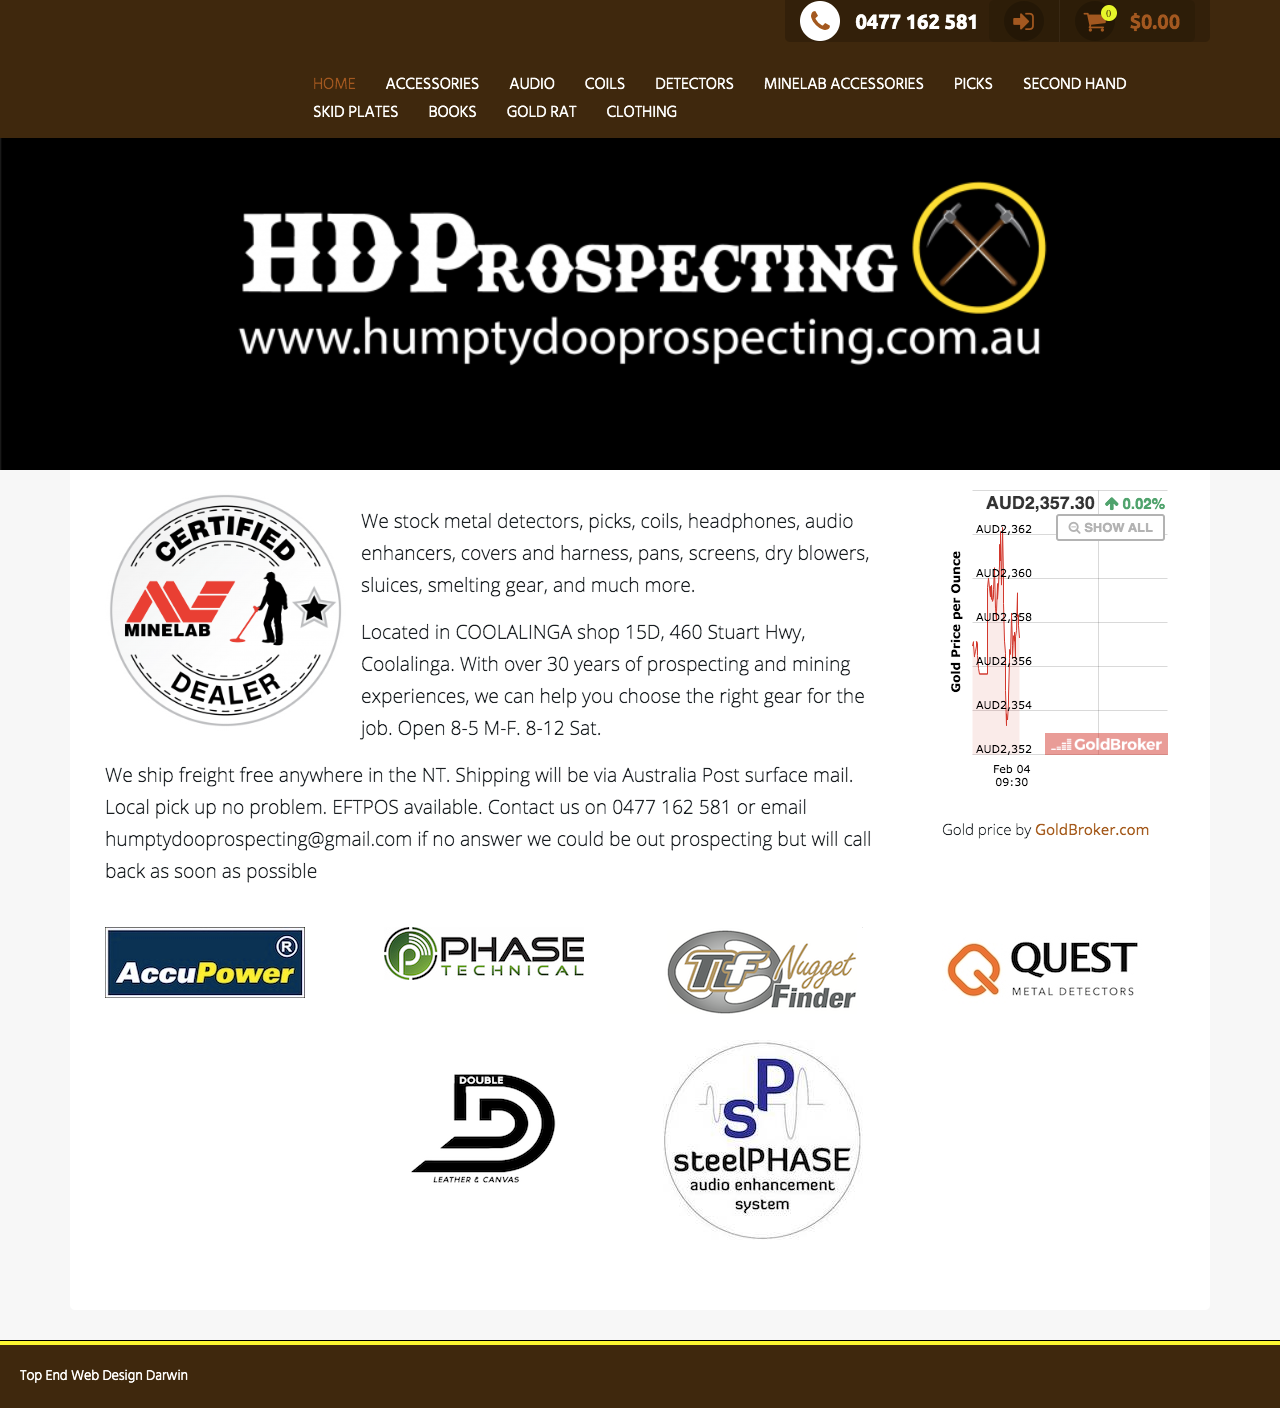 0477 162 581
0
$0.00
HOME ACCESSORIES AUDIO COILS DETECTORS MINELAB ACCESSORIES PICKS SECOND HAND
SKID PLATES BOOKS GOLD RAT CLOTHING
HD PROSPECTING
www.humptydooprospecting.com.au
CERTIFIED
MINELAB
DEALER
We stock metal detectors, picks, coils, headphones, audio
enhancers, covers and harness, pans, screens, dry blowers,
sluices, smelting gear, and much more.
Located in COOLALINGA shop 15D, 460 Stuart Hwy,
Coolalinga. With over 30 years of prospecting and mining
experiences, we can help you choose the right gear for the
job. Open 8-5 M-F. 8-12 Sat.
We ship freight free anywhere in the NT. Shipping will be via Australia Post surface mail.
Local pick up no problem. EFTPOS available. Contact us on 0477 162 581 or email
humptydooprospecting@gmail.com if no answer we could be out prospecting but will call
back as soon as possible
AUD2,357.30 0.02%
SHOW ALL
Gold Price per Ounce
AUD2,362
AUD2,360
AUD2,358
AUD2,356
AUD2,354
AUD2,352
GoldBroker
Feb 04
09:30
Gold price by GoldBroker.com
AccuPower ®
PHASE
TECHNICAL
NF Nugget
Finder
QUEST
METAL DETECTORS
DOUBLE
D
LEATHER & CANVAS
sP
steelPHASE
audio enhancement
system
Top End Web Design Darwin